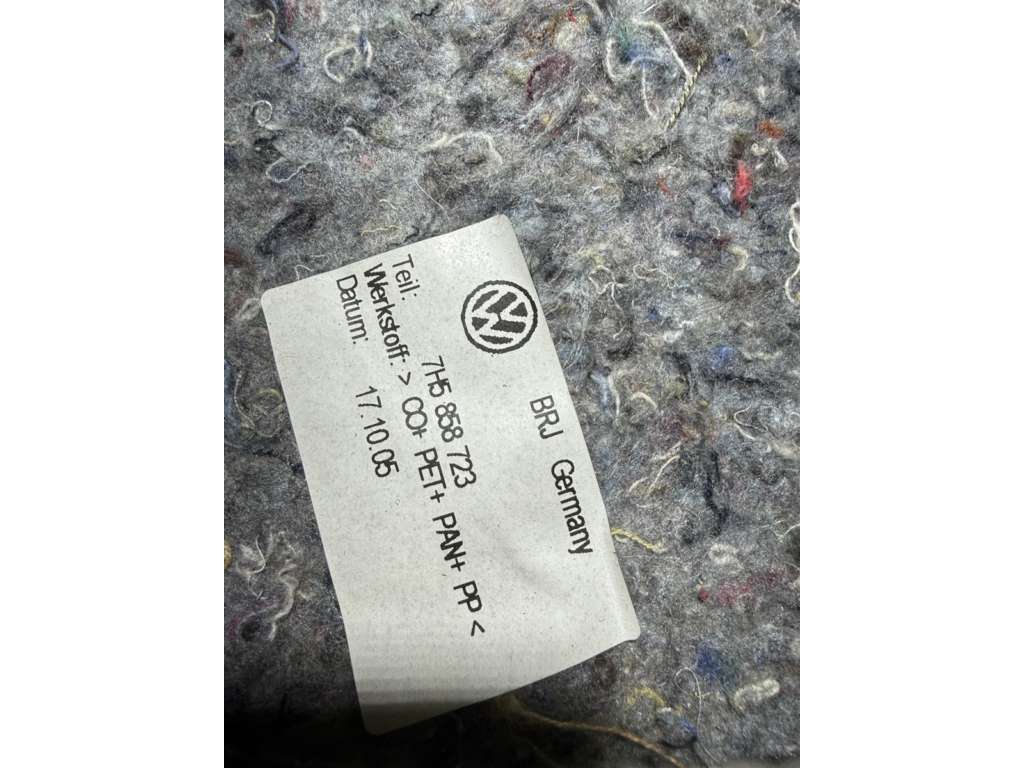 BRJ Germany
Teil: 7H5 858 723
Werkstoff: > CO+ PET+ PAN+ PP <
Datum: 17.10.05